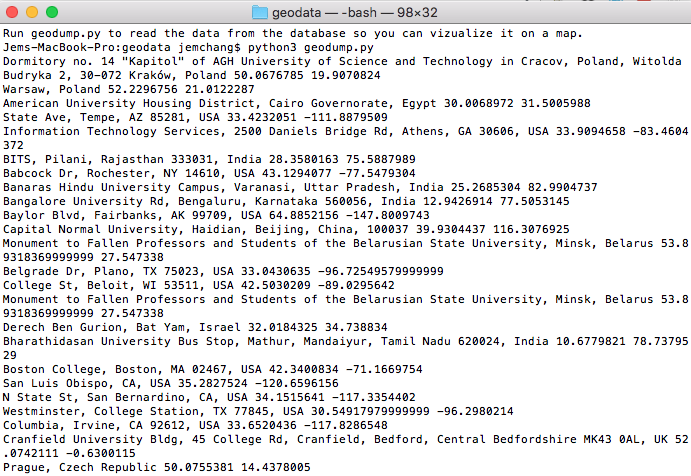 geodata — -bash — 98×32
Run geodump.py to read the data from the database so you can vizualize it on a map.
Jems-MacBook-Pro:geodata jemchang$ python3 geodump.py
Dormitory no. 14 "Kapitol" of AGH University of Science and Technology in Cracov, Poland, Witolda
Budryka 2, 30-072 Kraków, Poland 50.0676785 19.9070824
Warsaw, Poland 52.2296756 21.0122287
American University Housing District, Cairo Governorate, Egypt 30.0068972 31.5005988
State Ave, Tempe, AZ 85281, USA 33.4232051 -111.8879509
Information Technology Services, 2500 Daniels Bridge Rd, Athens, GA 30606, USA 33.9094658 -83.4604
372
BITS, Pilani, Rajasthan 333031, India 28.3580163 75.5887989
Babcock Dr, Rochester, NY 14610, USA 43.1294077 -77.5479304
Banaras Hindu University Campus, Varanasi, Uttar Pradesh, India 25.2685304 82.9904737
Bangalore University Rd, Bengaluru, Karnataka 560056, India 12.9426914 77.5053145
Baylor Blvd, Fairbanks, AK 99709, USA 64.8852156 -147.8009743
Capital Normal University, Haidian, Beijing, China, 100037 39.9304437 116.3076925
Monument to Fallen Professors and Students of the Belarusian State University, Minsk, Belarus 53.8
9318369999999 27.547338
Belgrade Dr, Plano, TX 75023, USA 33.0430635 -96.72549579999999
College St, Beloit, WI 53511, USA 42.5030209 -89.0295642
Monument to Fallen Professors and Students of the Belarusian State University, Minsk, Belarus 53.8
9318369999999 27.547338
Derech Ben Gurion, Bat Yam, Israel 32.0184325 34.738834
Bharathidasan University Bus Stop, Mathur, Mandaiyur, Tamil Nadu 620024, India 10.6779821 78.73795
29
Boston College, Boston, MA 02467, USA 42.3400834 -71.1669754
San Luis Obispo, CA, USA 35.2827524 -120.6596156
N State St, San Bernardino, CA, USA 34.1515641 -117.3354402
Westminster, College Station, TX 77845, USA 30.54917979999999 -96.2980214
Columbia, Irvine, CA 92612, USA 33.6520436 -117.8286548
Cranfield University Bldg, 45 College Rd, Cranfield, Bedford, Central Bedfordshire MK43 0AL, UK 52
.0742111 -0.6300115
Prague, Czech Republic 50.0755381 14.4378005